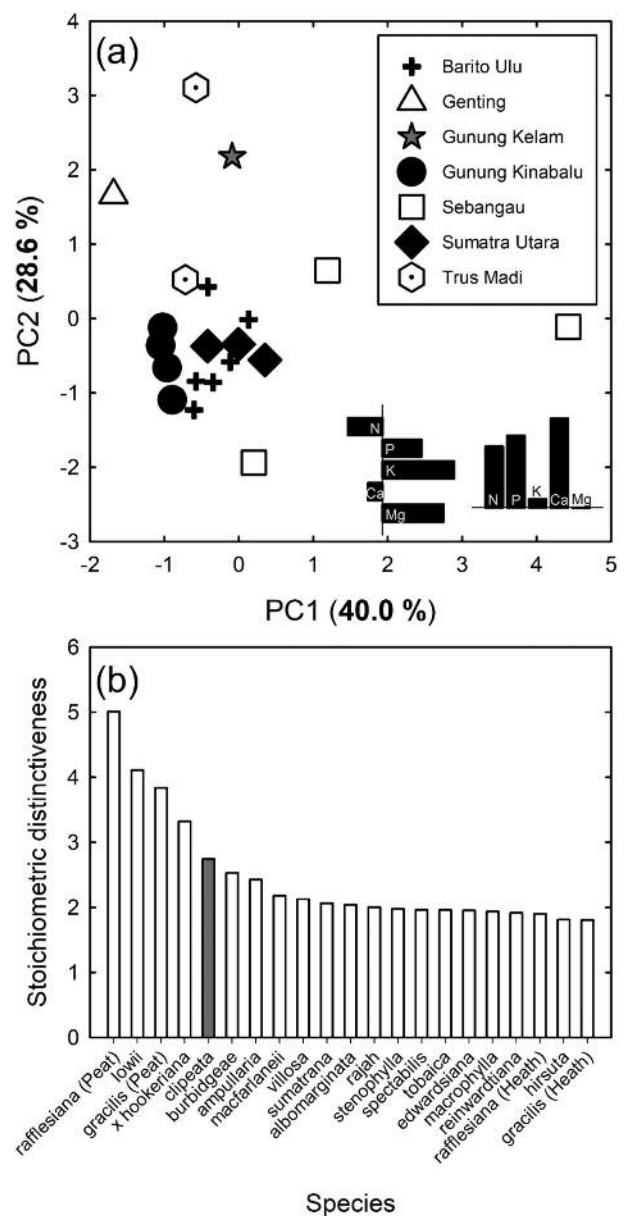 (a)
4
3
2
1
0
-1
-2
-3
PC2 (28.6 %)
Barito Ulu
Genting
Gunung Kelam
Gunung Kinabalu
Sebangau
Sumatra Utara
Trus Madi
N
P
K
Ca
Mg
N P K Ca Mg
-2 -1 0 1 2 3 4 5
PC1 (40.0 %)
(b)
6
5
4
3
2
1
0
Stoichiometric distinctiveness
rafflesiana (Peat)
lowii
gracilis (Peat)
x hookeriana
clipeata
burbidgeae
ampullaria
macfarlaneii
villosa
sumatrana
albomarginata
rajah
stenophylla
spectabilis
tobaica
edwardsiana
macrophylla
reinwardtiana
rafflesiana (Heath)
hirsuta
gracilis (Heath)
Species